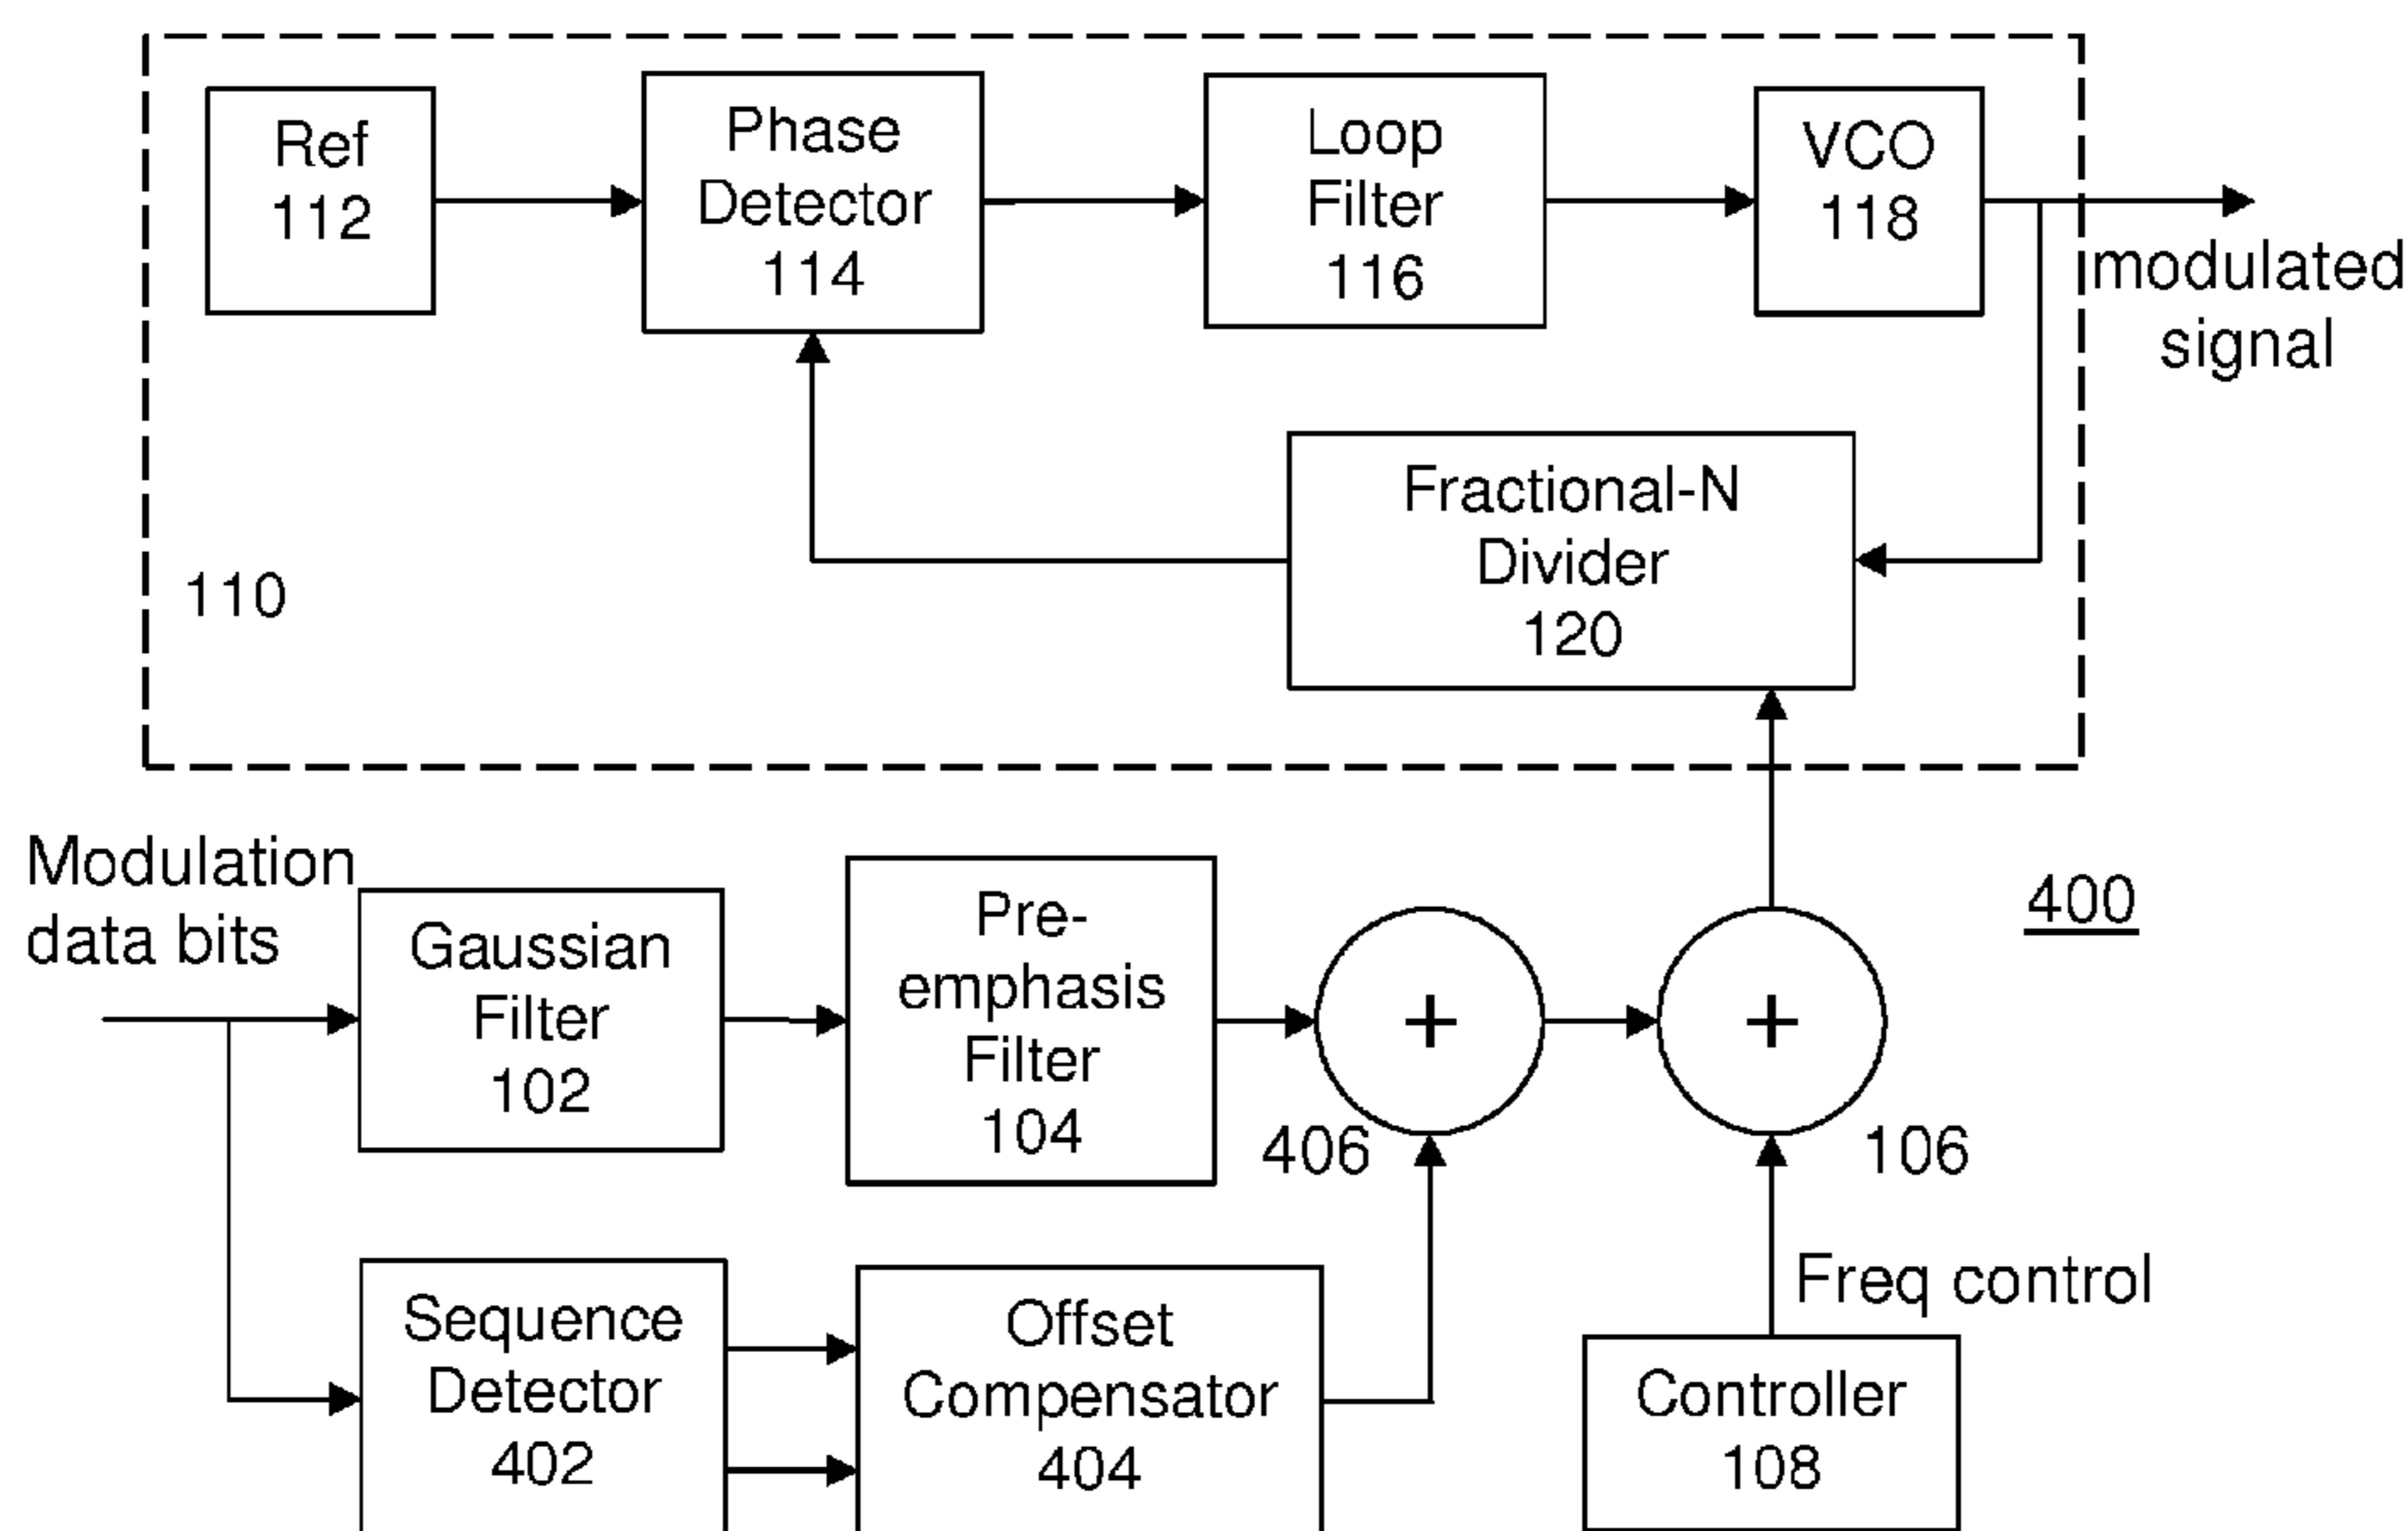 Ref
112
Phase
Detector
114
Loop
Filter
116
VCO
118
modulated
signal
Fractional-N
Divider
120
110
Modulation
data bits
Gaussian
Filter
102
Pre-
emphasis
Filter
104
+
+
400
406
106
Sequence
Detector
402
Offset
Compensator
404
Freq control
Controller
108